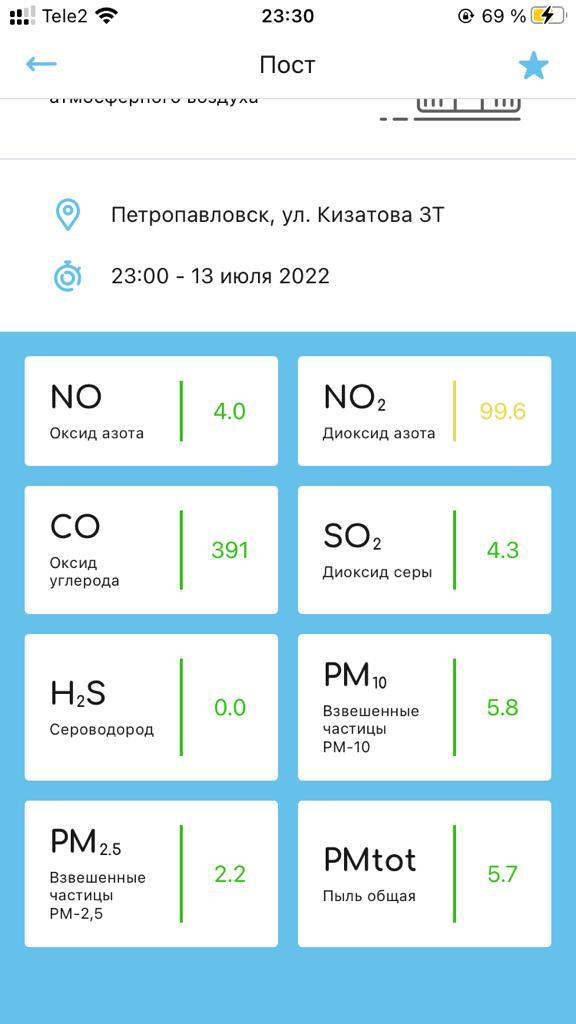 Tele2 23:30 69 %
Пост
атмосферного воздуха
Петропавловск, ул. Кизатова 3Т
23:00 - 13 июля 2022
NO
Оксид азота
4.0
NO₂
Диоксид азота
99.6
CO
Оксид
углерода
391
SO₂
Диоксид серы
4.3
H₂S
Сероводород
0.0
PM₁₀
Взвешенные
частицы
PM-10
5.8
PM₂.₅
Взвешенные
частицы
PM-2,5
2.2
PMtot
Пыль общая
5.7